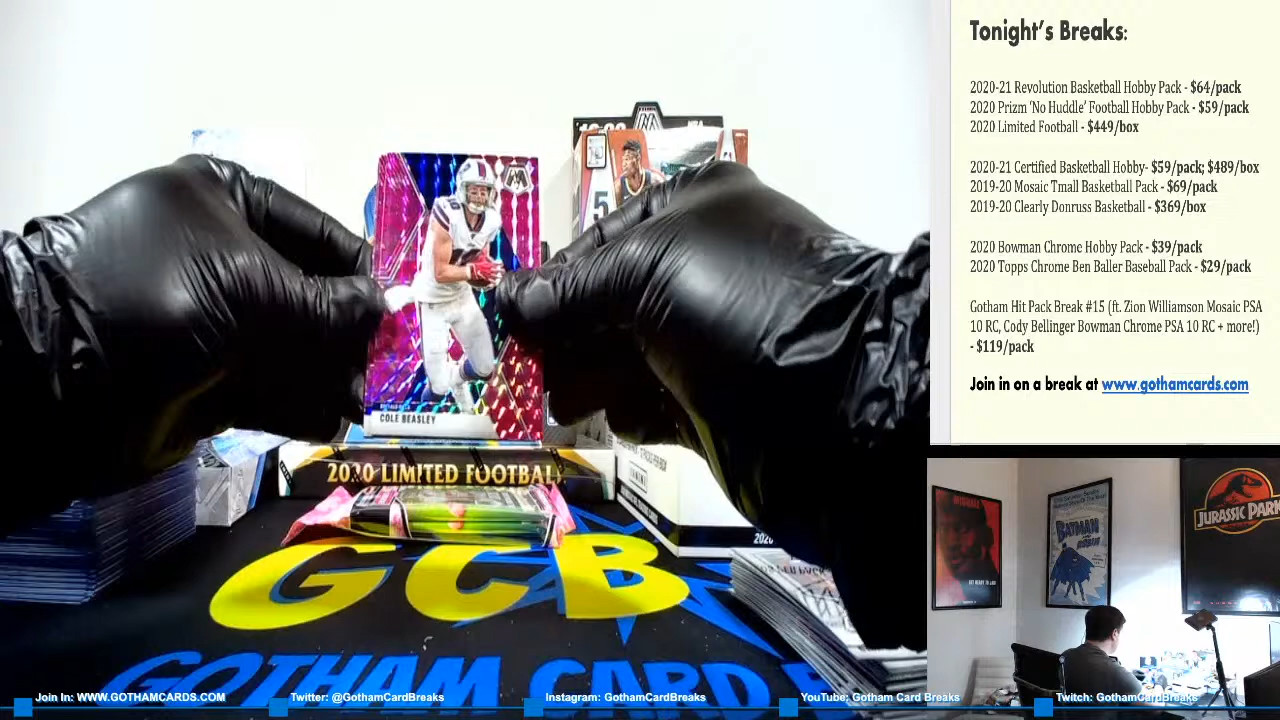 Tonight's Breaks:
2020-21 Revolution Basketball Hobby Pack - $64/pack
2020 Prizm 'No Huddle' Football Hobby Pack - $59/pack
2020 Limited Football - $449/box
2020-21 Certified Basketball Hobby- $59/pack; $489/box
2019-20 Mosaic Tmall Basketball Pack - $69/pack
2019-20 Clearly Donruss Basketball - $369/box
2020 Bowman Chrome Hobby Pack - $39/pack
2020 Topps Chrome Ben Baller Baseball Pack - $29/pack
Gotham Hit Pack Break #15 (ft. Zion Williamson Mosaic PSA
10 RC, Cody Bellinger Bowman Chrome PSA 10 RC + more!)
- $119/pack
Join in on a break at www.gothamcards.com
5
COLE BEASLEY
2020 LIMITED FOOTBALL
PANINI
2020
GCB
GOTHAM CARD
BATMAN
ROBIN
JURASSIC PARK
Join In: WWW.GOTHAMCARDS.COM
Twitter: @GothamCardBreaks
Instagram: GothamCardBreaks
YouTube: Gotham Card Breaks
Twitch: GothamCardBreaks